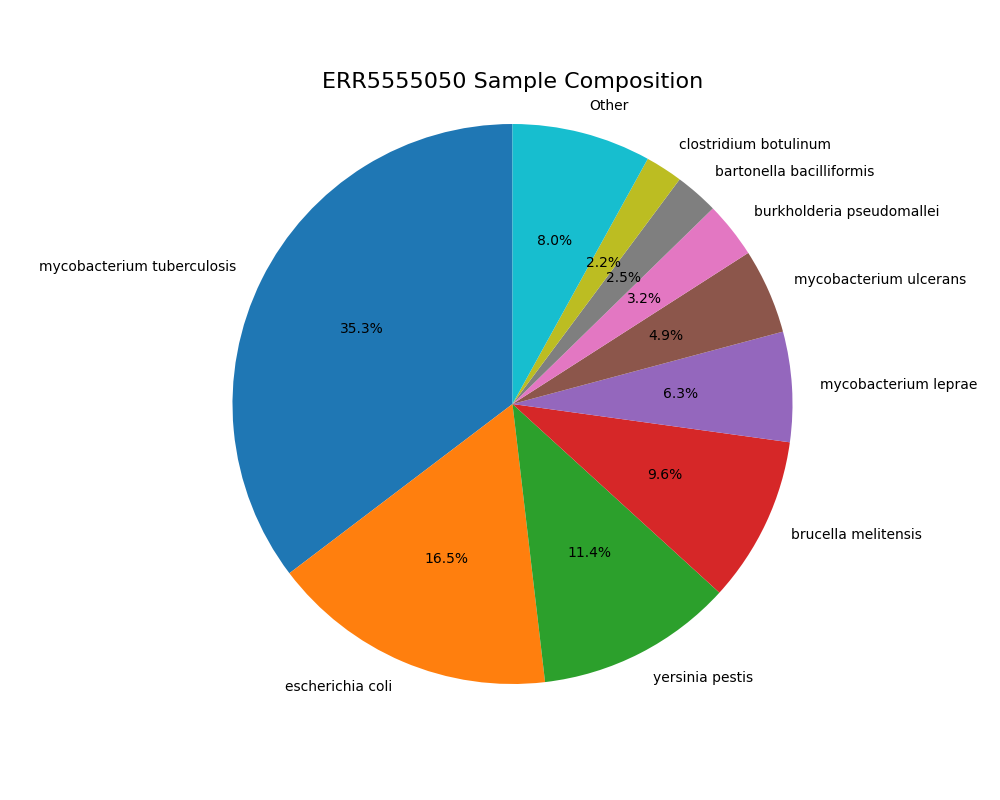 ERR5555050 Sample Composition
Other
clostridium botulinum
bartonella bacilliformis
burkholderia pseudomallei
mycobacterium ulcerans
mycobacterium leprae
brucella melitensis
yersinia pestis
escherichia coli
mycobacterium tuberculosis
8.0%
2.2%
2.5%
3.2%
4.9%
6.3%
9.6%
11.4%
16.5%
35.3%